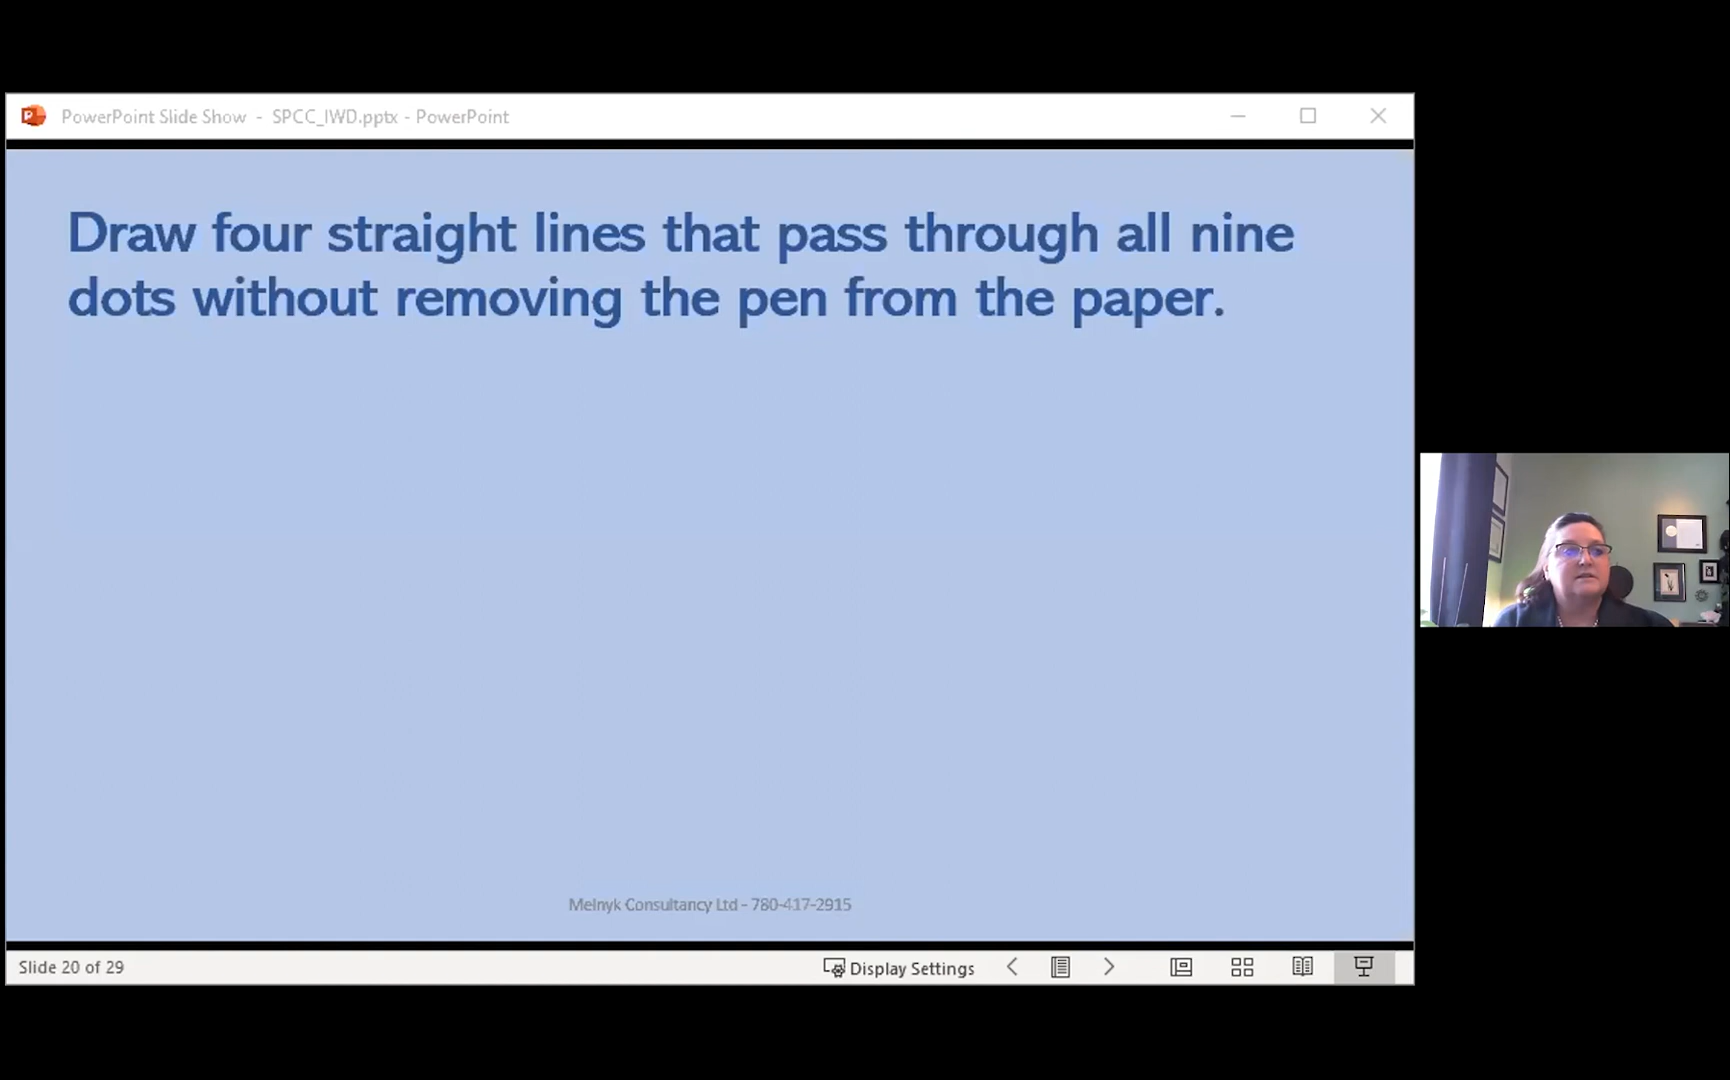 PowerPoint Slide Show - SPCC_IWD.pptx - PowerPoint
Draw four straight lines that pass through all nine
dots without removing the pen from the paper.
Melnyk Consultancy Ltd - 780-417-2915
Slide 20 of 29
Display Settings